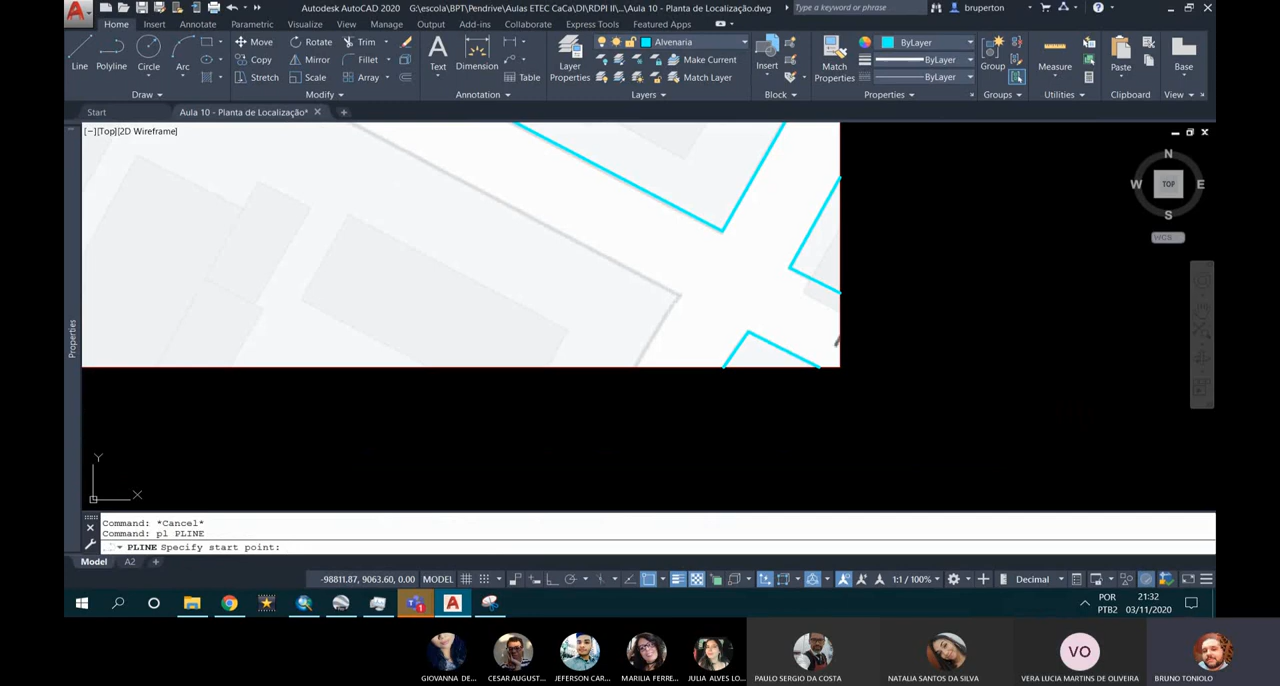 Autodesk AutoCAD 2020 G:\escola\BPT\Pendrive\Aulas ETEC CaCa\DI\RDPI II\...\Aula 10 - Planta de Localização.dwg
Type a keyword or phrase
bruperton
Home Insert Annotate Parametric View Manage Output Collaborate Express Tools Featured Apps
Move Rotate Trim
Alvenaria
ByLayer
Copy Mirror Fillet
Make Current
ByLayer
Line Polyline Circle Arc
Text Dimension
Layer Properties
Insert
Match Properties
Group Measure Paste Base
Stretch Scale Array
Table
Match Layer
ByLayer
Draw Modify Annotation Layers Block Properties Groups Utilities Clipboard View
Start Aula 10 - Planta de Localização*
[–][Top][2D Wireframe]
N
W TOP E
S
WCS
Properties
Y
X
Command: *Cancel*
Command: pl PLINE
PLINE Specify start point:
Model A2 +
-98811.87, 9063.60, 0.00 MODEL 1:1 / 100% Decimal
POR
PTB2
21:32
03/11/2020
GIOVANNA DE... CESAR AUGUST... JEFERSON CAR... MARILIA FERRE... JULIA ALVES LO... PAULO SERGIO DA COSTA NATALIA SANTOS DA SILVA
VO
VERA LUCIA MARTINS DE OLIVEIRA BRUNO TONIOLO